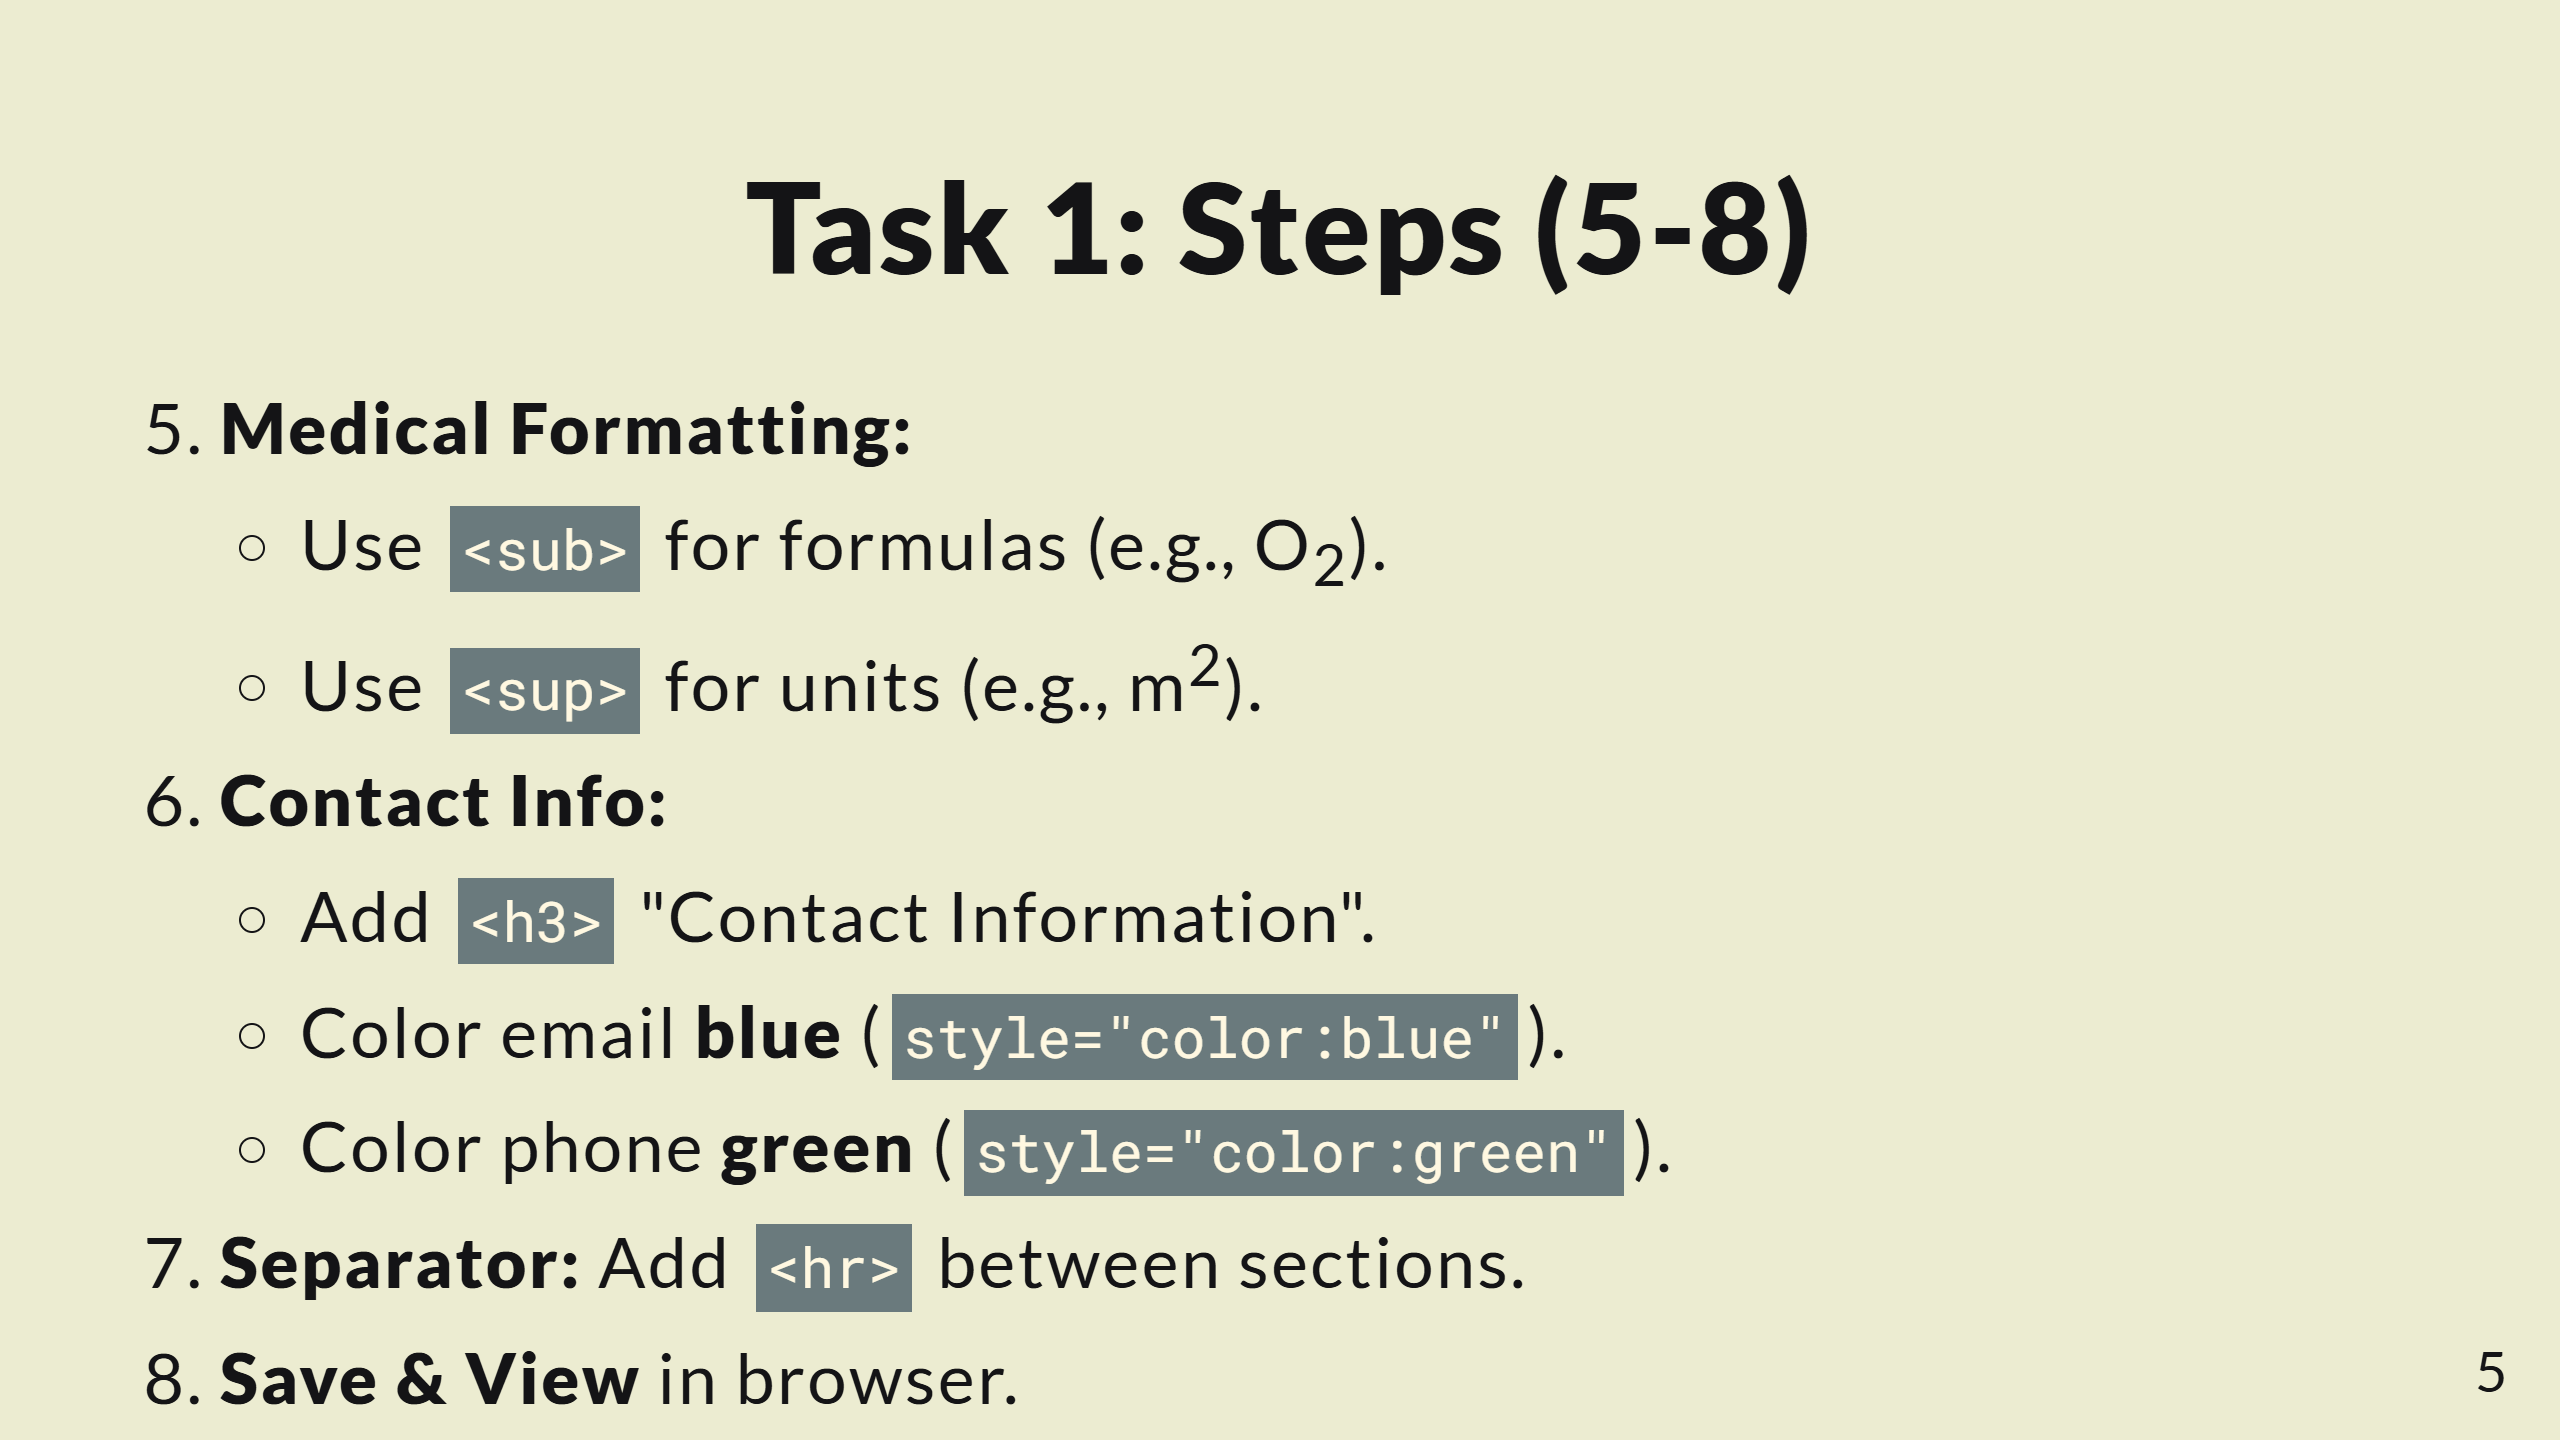 Task 1: Steps (5-8)
5. Medical Formatting:
○ Use <sub> for formulas (e.g., O₂).
○ Use <sup> for units (e.g., m²).
6. Contact Info:
○ Add <h3> "Contact Information".
○ Color email blue ( style="color:blue" ).
○ Color phone green ( style="color:green" ).
7. Separator: Add <hr> between sections.
8. Save & View in browser.
5